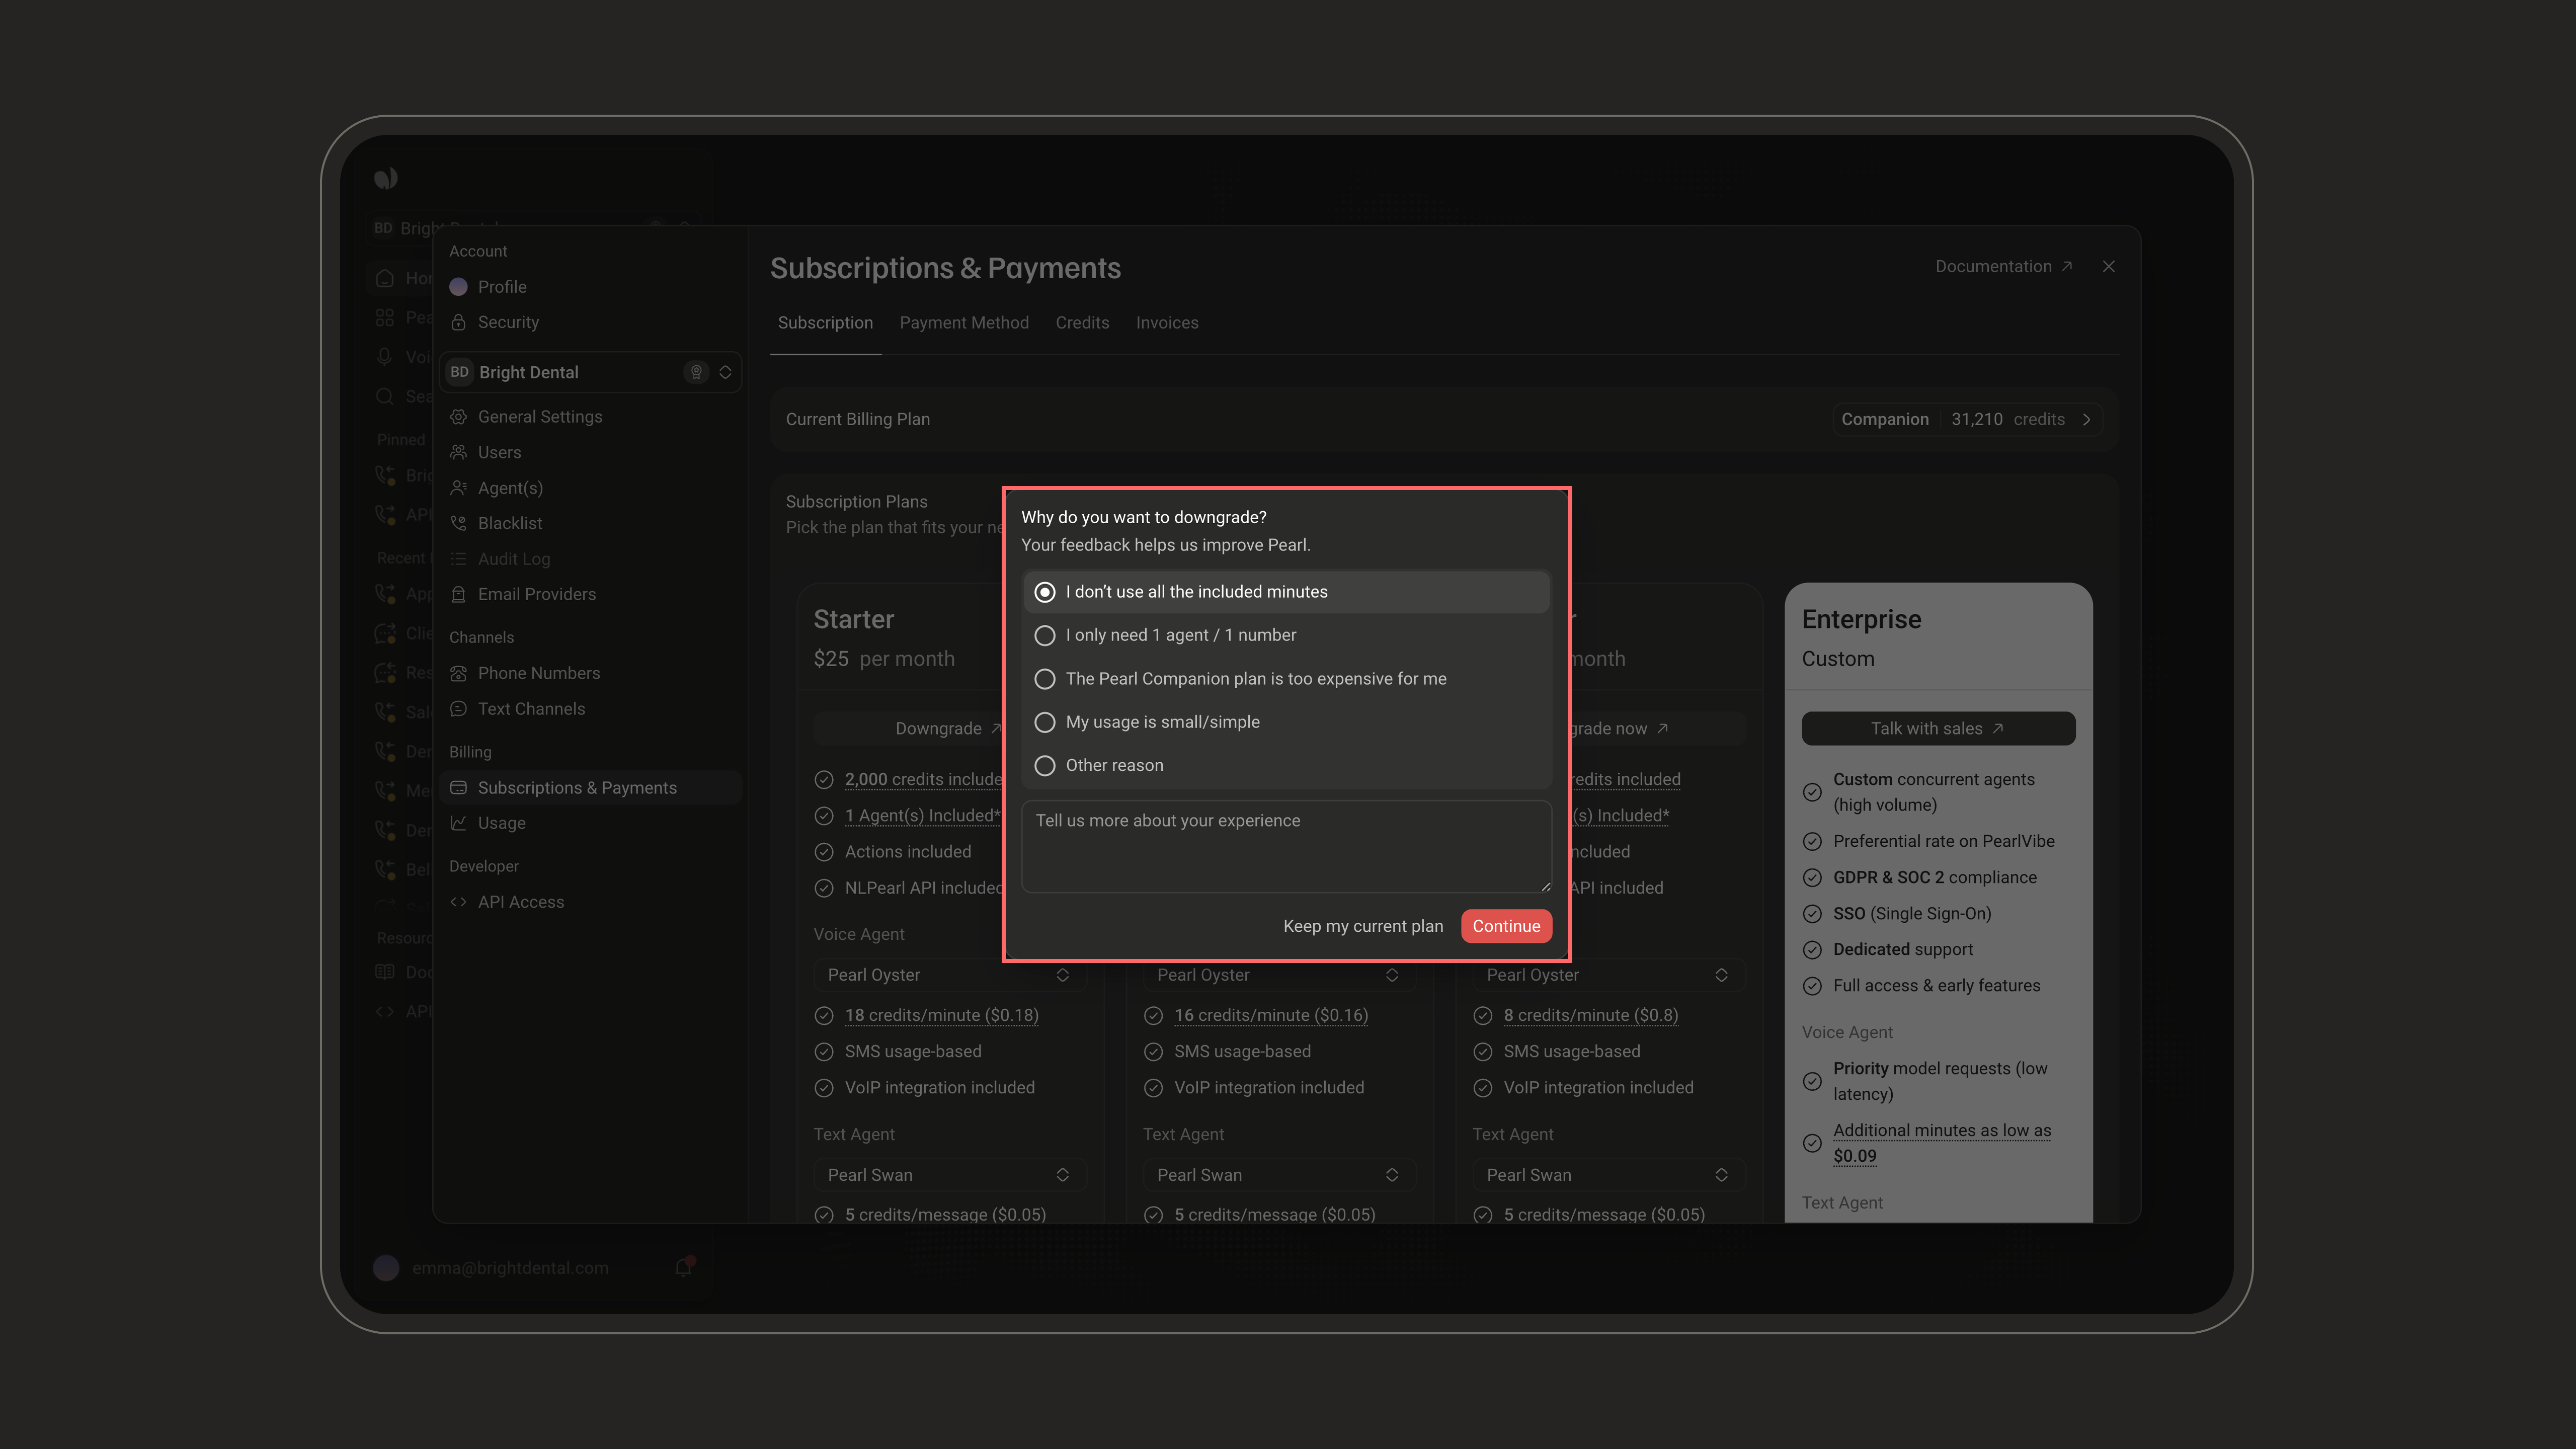 BD
Account
Profile
Security
BD Bright Dental
General Settings
Users
Agent(s)
Blacklist
Audit Log
Email Providers
Channels
Phone Numbers
Text Channels
Billing
Subscriptions & Payments
Usage
Developer
API Access
Pinned
API
Recent
API
emma@brightdental.com
Subscriptions & Payments
Documentation
Subscription Payment Method Credits Invoices
Current Billing Plan
Companion 31,210 credits
Subscription Plans
Pick the plan that fits your
Why do you want to downgrade?
Your feedback helps us improve Pearl.
I don’t use all the included minutes
I only need 1 agent / 1 number
The Pearl Companion plan is too expensive for me
My usage is small/simple
Other reason
Tell us more about your experience
Keep my current plan Continue
Starter
$25 per month
Downgrade
2,000 credits
1 Agent(s) Included*
Actions included
NLPearl API included
Voice Agent
Pearl Oyster
18 credits/minute ($0.18)
SMS usage-based
VoIP integration included
Text Agent
Pearl Swan
5 credits/message ($0.05)
Pearl Oyster
16 credits/minute ($0.16)
SMS usage-based
VoIP integration included
Text Agent
Pearl Swan
5 credits/message ($0.05)
month
now
included
Included*
included
API included
Pearl Oyster
8 credits/minute ($0.8)
SMS usage-based
VoIP integration included
Text Agent
Pearl Swan
5 credits/message ($0.05)
Enterprise
Custom
Talk with sales
Custom concurrent agents
(high volume)
Preferential rate on PearlVibe
GDPR & SOC 2 compliance
SSO (Single Sign-On)
Dedicated support
Full access & early features
Voice Agent
Priority model requests (low
latency)
Additional minutes as low as
$0.09
Text Agent